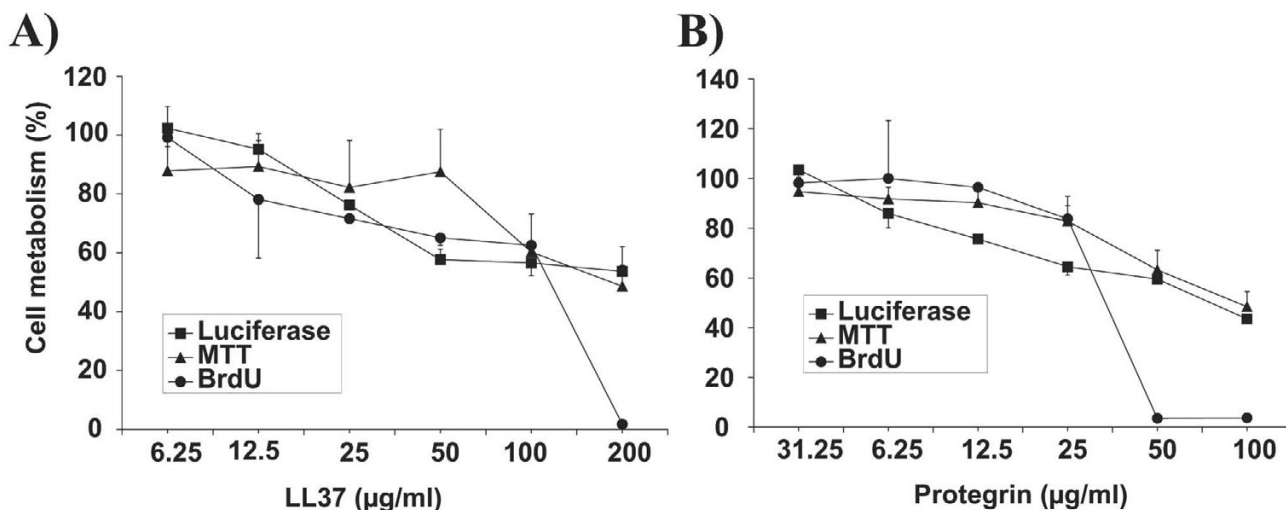 A)
120
100
80
60
40
20
0
Cell metabolism (%)
Luciferase
MTT
BrdU
6.25 12.5 25 50 100 200
LL37 (µg/ml)
B)
140
120
100
80
60
40
20
0
Luciferase
MTT
BrdU
31.25 6.25 12.5 25 50 100
Protegrin (µg/ml)